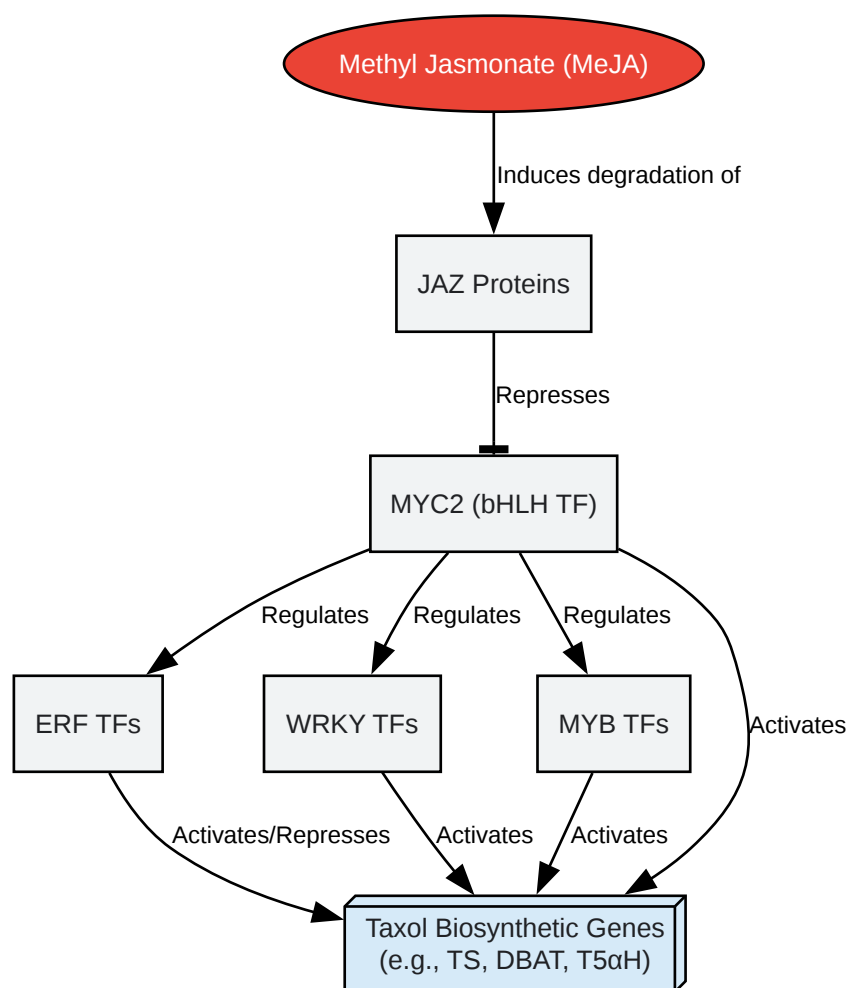 Methyl Jasmonate (MeJA)
Induces degradation of
JAZ Proteins
Represses
MYC2 (bHLH TF)
Regulates
Regulates
Regulates
ERF TFs
WRKY TFs
MYB TFs
Activates
Activates/Represses
Activates
Activates
Taxol Biosynthetic Genes
(e.g., TS, DBAT, T5αH)